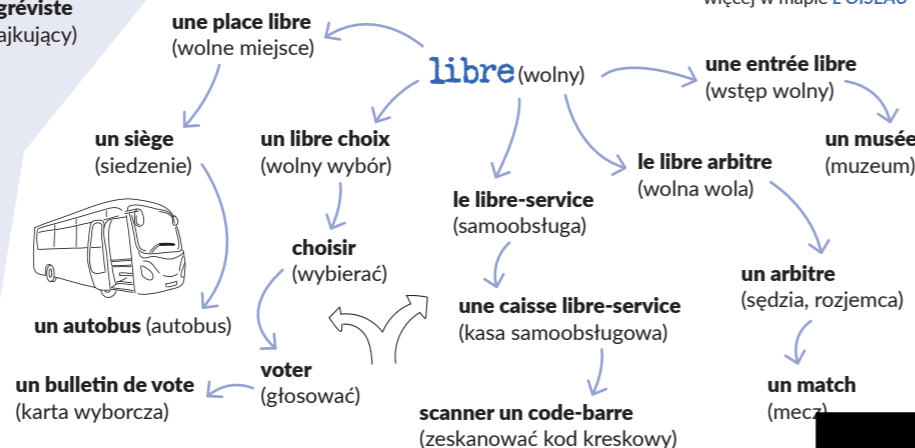 gréviste
ajkujący)
więcej w mapie L'OISEAU
une place libre
(wolne miejsce)
libre (wolny)
une entrée libre
(wstęp wolny)
un siège
(siedzenie)
un libre choix
(wolny wybór)
un musée
(muzeum)
le libre arbitre
(wolna wola)
le libre-service
(samoobsługa)
choisir
(wybierać)
un arbitre
(sędzia, rozjemca)
une caisse libre-service
(kasa samoobsługowa)
un autobus (autobus)
voter
(głosować)
un bulletin de vote
(karta wyborcza)
un match
(mecz)
scanner un code-barre
(zeskanować kod kreskowy)